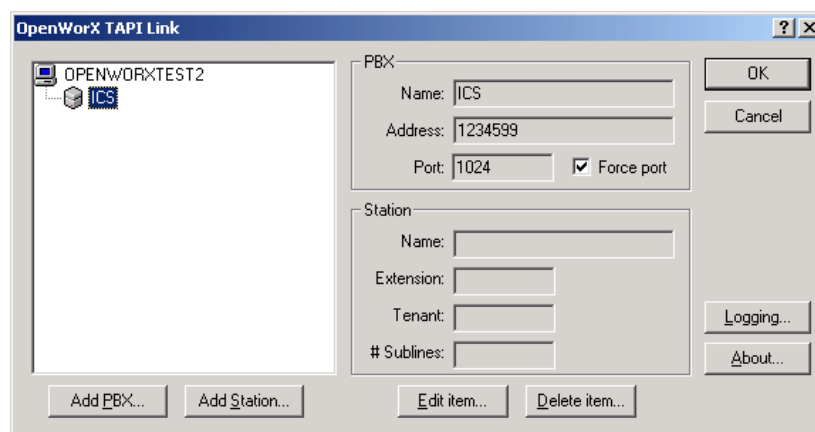 OpenWorX TAPI Link
OPENWORXTEST2
ICS
PBX
Name: ICS
Address: 1234599
Port: 1024 Force port
Station
Name:
Extension:
Tenant:
# Sublines:
OK
Cancel
Logging...
About...
Add PBX... Add Station... Edit item... Delete item...